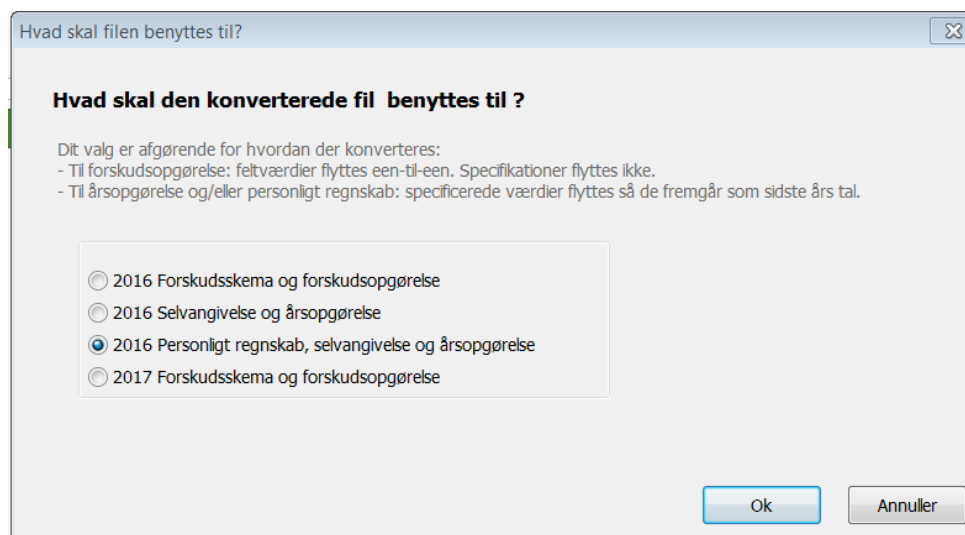 Hvad skal filen benyttes til?
Hvad skal den konverterede fil  benyttes til ?
Dit valg er afgørende for hvordan der konverteres:
- Til forskudsopgørelse: feltværdier flyttes een-til-een. Specifikationer flyttes ikke.
- Til årsopgørelse og/eller personligt regnskab: specificerede værdier flyttes så de fremgår som sidste års tal.
2016 Forskudsskema og forskudsopgørelse
2016 Selvangivelse og årsopgørelse
2016 Personligt regnskab, selvangivelse og årsopgørelse
2017 Forskudsskema og forskudsopgørelse
Ok
Annuller